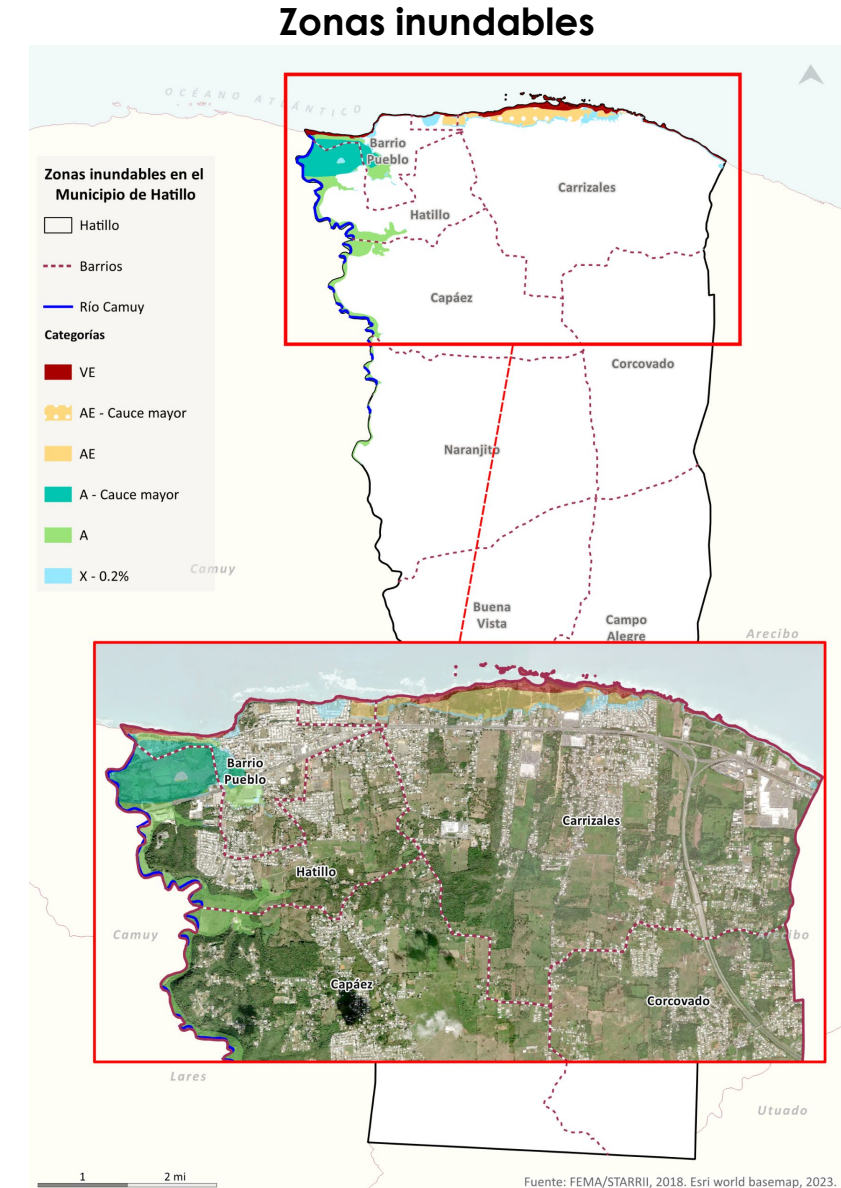 Zonas inundables
OCÉANO ATLÁNTICO
Zonas inundables en el
Municipio de Hatillo
Hatillo
Barrios
Río Camuy
Categorías
VE
AE - Cauce mayor
AE
A - Cauce mayor
A
X - 0.2%
Barrio
Pueblo
Carrizales
Hatillo
Capáez
Corcovado
Naranjito
Camuy
Buena
Vista
Campo
Alegre
Arecibo
Barrio
Pueblo
Carrizales
Hatillo
Camuy
Arecibo
Capáez
Corcovado
Lares
Utuado
1 2 mi
Fuente: FEMA/STARRII, 2018. Esri world basemap, 2023.